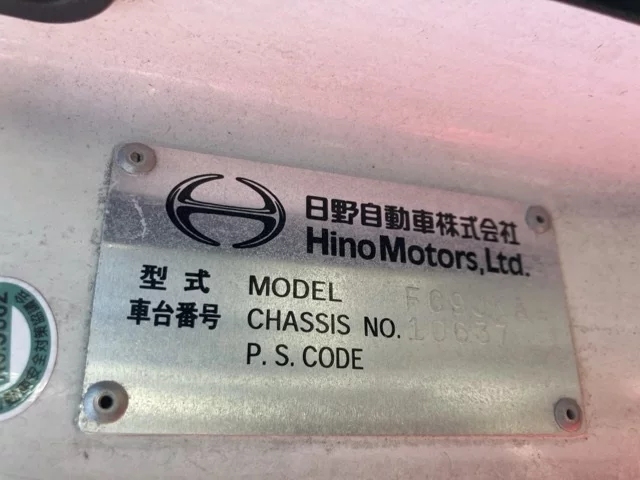 日野自動車株式会社
Hino Motors, Ltd.
型式 MODEL
車台番号 CHASSIS NO. 10637
P. S. CODE